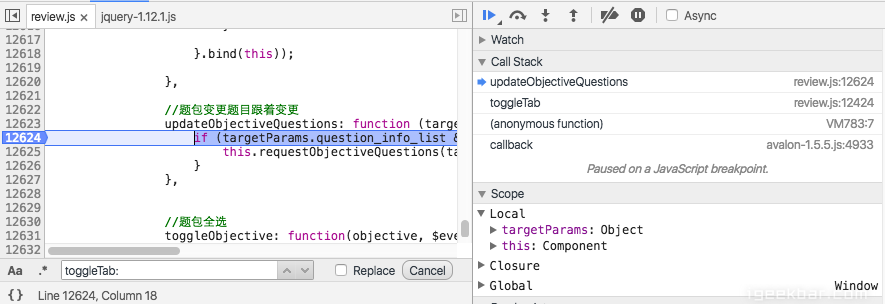 review.js × jquery-1.12.1.js
Async
12617
12618 }.bind(this));
12619
12620 },
12621
12622 //题包变更题目跟着变更
12623 updateObjectiveQuestions: function (targe
12624 if (targetParams.question_info_list &
12625 this.requestObjectiveQuestions(ta
12626 }
12627 },
12628
12629
12630 //题包全选
12631 toggleObjective: function(objective, $eve
12632
Aa .* toggleTab: Replace Cancel
{} Line 12624, Column 18
Watch
Call Stack
updateObjectiveQuestions review.js:12624
toggleTab review.js:12424
(anonymous function) VM783:7
callback avalon-1.5.5.js:4933
Paused on a JavaScript breakpoint.
Scope
Local
targetParams: Object
this: Component
Closure
Global Window